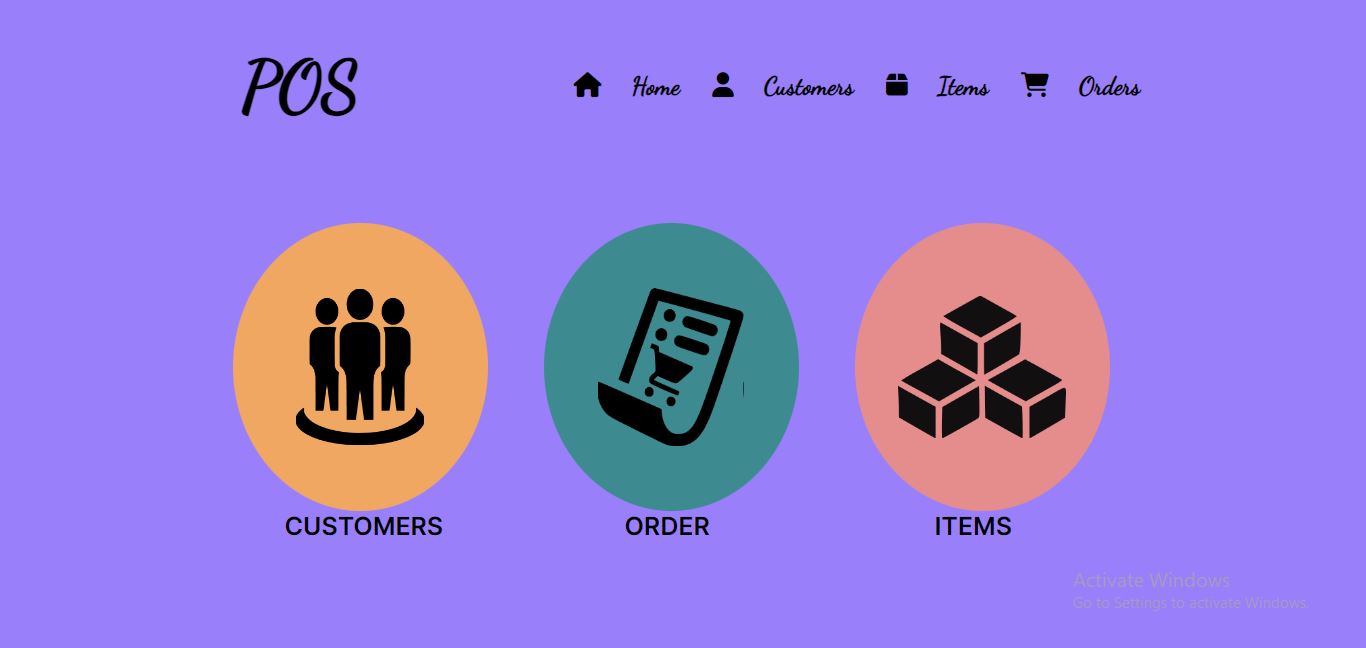 POS
Home Customers Items Orders
CUSTOMERS ORDER ITEMS
Activate Windows
Go to Settings to activate Windows.